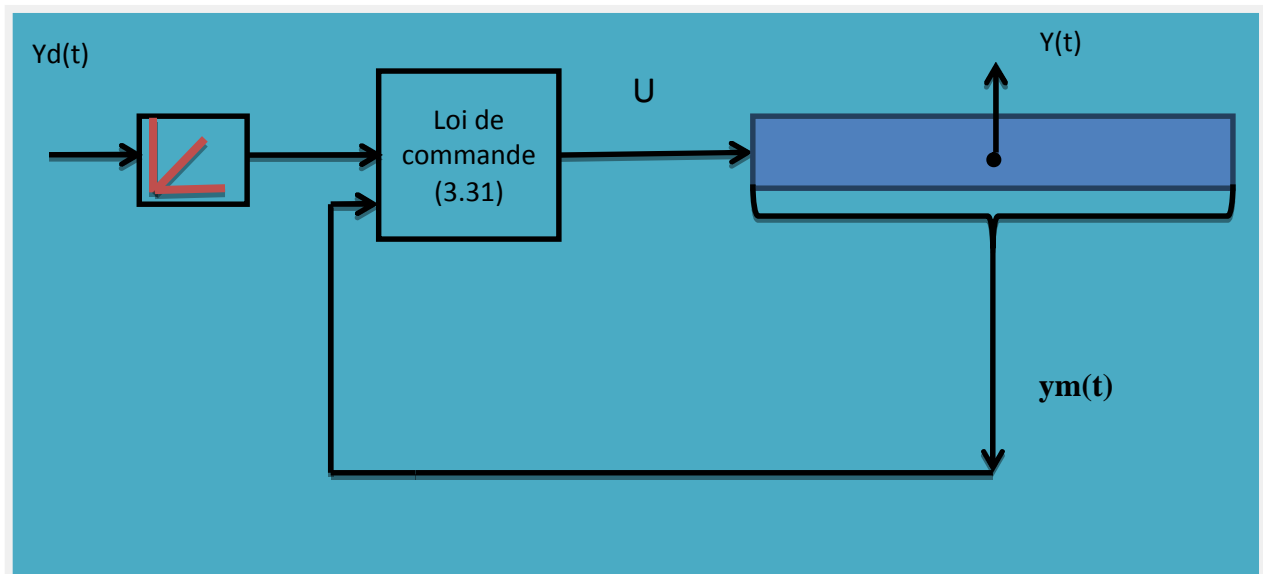 Yd(t)
Loi de
commande
(3.31)
U
Y(t)
ym(t)